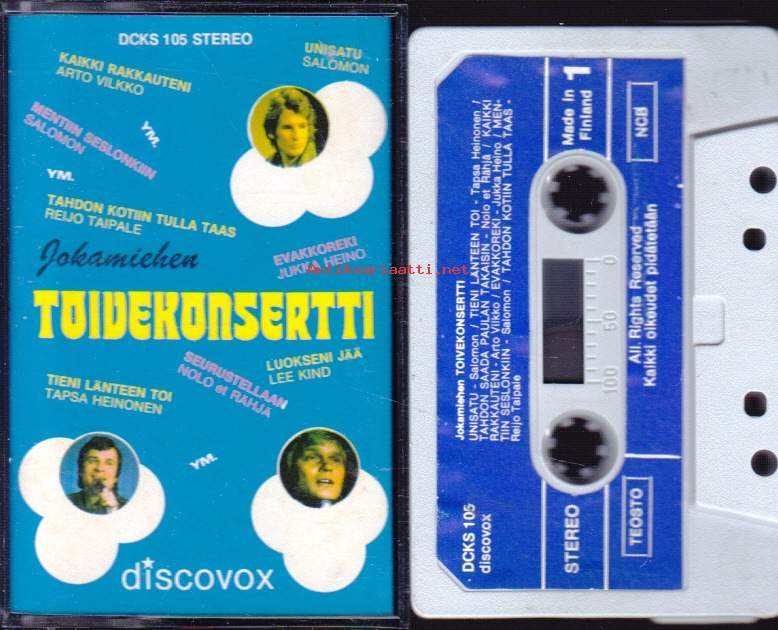 DCKS 105 STEREO
KAIKKI RAKKAUTENI
ARTO VILKKO
UNISATU
SALOMON
YM.
MENTIIN SESLONKIIN
SALOMON
YM.
TAHDON KOTIIN TULLA TAAS
REIJO TAIPALE
Jokamiehen
EVAKKOREKI
JUKKA HEINO
TOIVEKONSERTTI
SEURUSTELLAAN
NOLO et RAHJA
LUOKSENI JÄÄ
LEE KIND
TIENI LÄNTEEN TOI
TAPSA HEINONEN
YM.
discovox
Antikvariaatti.net
DCKS 105
discovox
Jokamiehen TOIVEKONSERTTI
UNISATU - Salomon / TIENI LÄNTEEN TOI - Tapsa Heinonen /
TAHDON SAADA PAULAN TAKAISIN - Nolo et Rahja / KAIKKI
RAKKAUTENI - Arto Vilkko / EVAKKOREKI - Jukka Heino / MEN-
TIIN SESLONKIIN - Salomon / TAHDON KOTIIN TULLA TAAS -
Reijo Taipale
STEREO
100 50 0
Made in
Finland
1
TEOSTO
All Rights Reserved
Kaikki oikeudet pidätetään
NCB